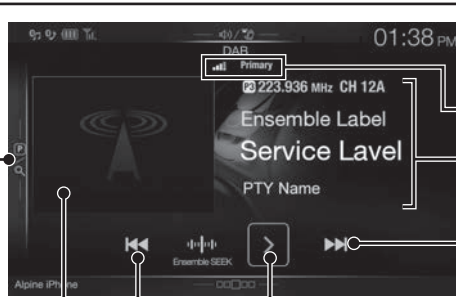 01:38 PM
DAB
Primary
P3 223.936 MHz CH 12A
Ensemble Label
Service Lavel
PTY Name
P
Ensemble SEEK
Alpine iPhone